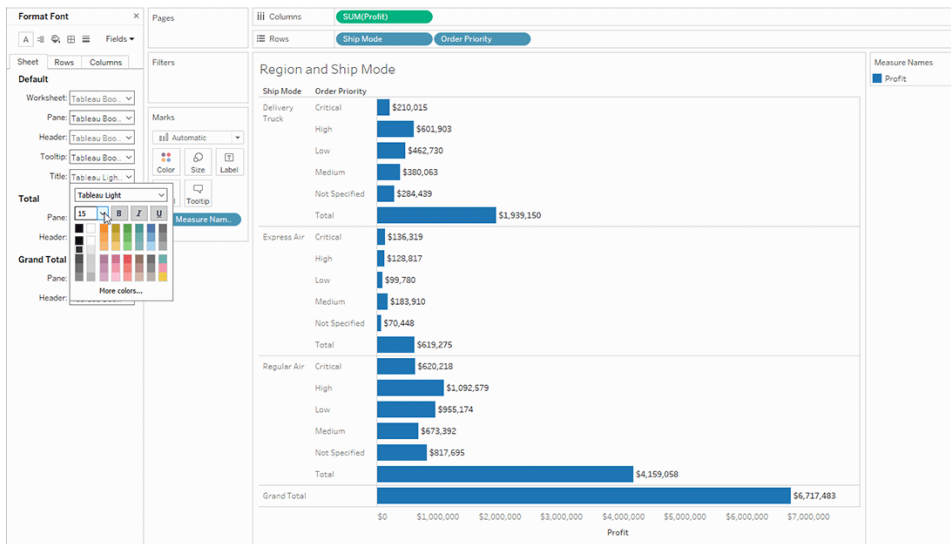 Format Font ×
Fields
Sheet Rows Columns
Default
Worksheet: Tableau Boo..
Pane: Tableau Boo..
Header: Tableau Boo..
Tooltip: Tableau Boo..
Title: Tableau Ligh..
Total
Pane:
Header:
Grand Total
Pane:
Header:
Tableau Light
15 B I U
More colors...
Pages
Filters
Marks
Automatic
Color Size Label
Tooltip
Measure Nam..
Columns SUM(Profit)
Rows Ship Mode Order Priority
Region and Ship Mode
Ship Mode Order Priority
Delivery Truck
Critical $210,015
High $601,903
Low $462,730
Medium $380,063
Not Specified $284,439
Total $1,939,150
Express Air Critical $136,319
High $128,817
Low $99,780
Medium $183,910
Not Specified $70,448
Total $619,275
Regular Air Critical $620,218
High $1,092,579
Low $955,174
Medium $673,392
Not Specified $817,695
Total $4,159,058
Grand Total $6,717,483
$0 $1,000,000 $2,000,000 $3,000,000 $4,000,000 $5,000,000 $6,000,000 $7,000,000
Profit
Measure Names
Profit